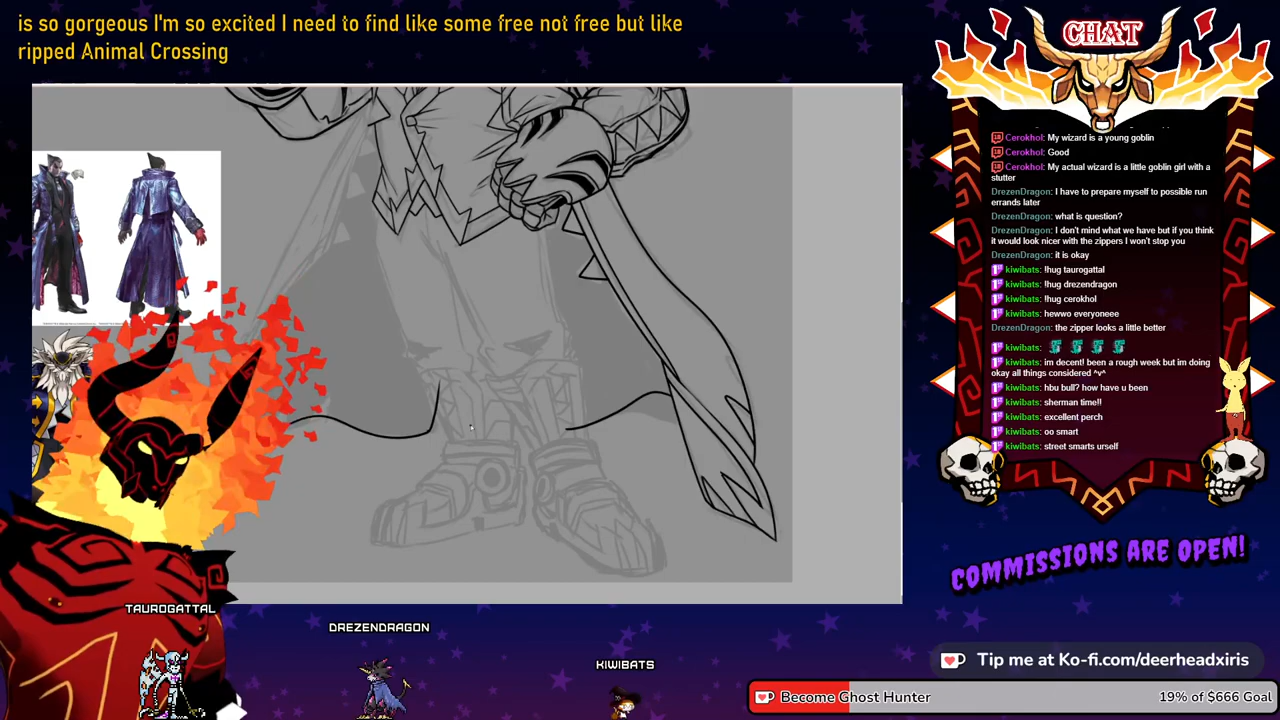 is so gorgeous I'm so excited I need to find like some free not free but like
ripped Animal Crossing
CHAT
Cerokhol: My wizard is a young goblin
Cerokhol: Good
Cerokhol: My actual wizard is a little goblin girl with a
stutter
DrezenDragon: I have to prepare myself to possible run
errands later
DrezenDragon: what is question?
DrezenDragon: I don't mind what we have but if you think
it would look nicer with the zippers I won't stop you
DrezenDragon: it is okay
kiwibats: !hug taurogattal
kiwibats: !hug drezendragon
kiwibats: !hug cerokhol
kiwibats: hewwo everyoneee
DrezenDragon: the zipper looks a little better
kiwibats:
kiwibats: im decent! been a rough week but im doing
okay all things considered ^v^
kiwibats: hbu bull? how have u been
kiwibats: sherman time!!
kiwibats: excellent perch
kiwibats: oo smart
kiwibats: street smarts urself
COMMISSIONS ARE OPEN!
TAUROGATTAL
DREZENDRAGON
KIWIBATS
Tip me at Ko-fi.com/deerheadxiris
Become Ghost Hunter
19% of $666 Goal